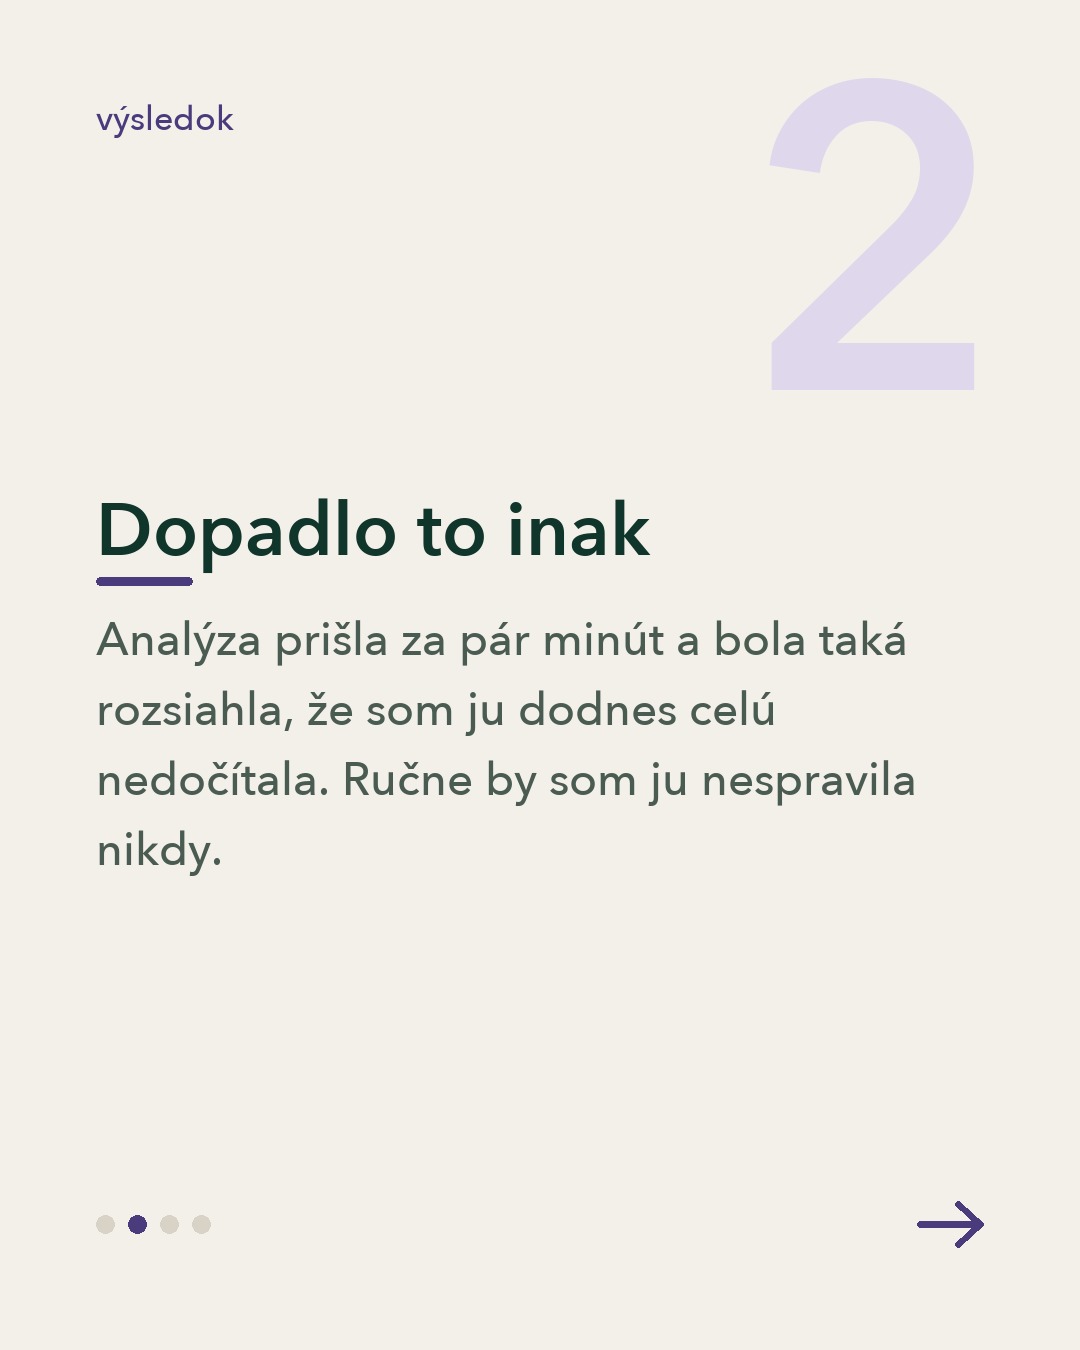 výsledok
2
Dopadlo to inak
Analýza prišla za pár minút a bola taká
rozsiahla, že som ju dodnes celú
nedočítala. Ručne by som ju nespravila
nikdy.